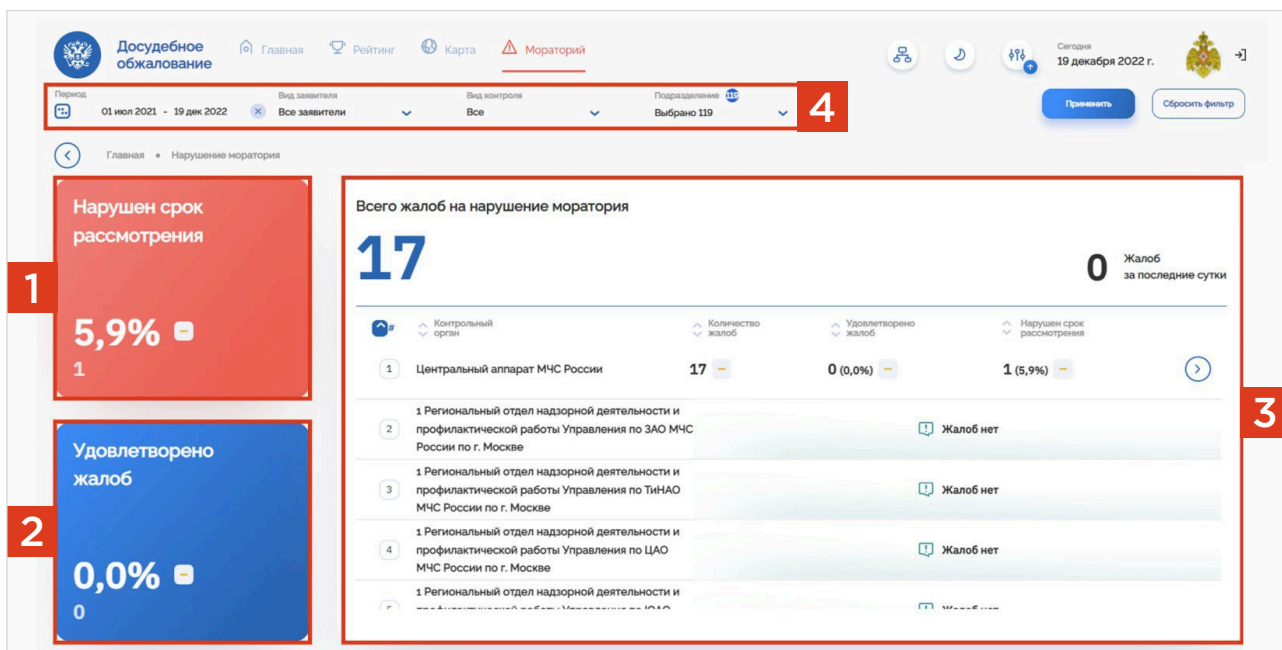 Досудебное
обжалование
Главная
Рейтинг
Карта
Мораторий
Сегодня
19 декабря 2022 г.
Период
01 июл 2021 - 19 дек 2022
Вид заявителя
Все заявители
Вид контроля
Все
Подразделение 119
Выбрано 119
4
Применить
Сбросить фильтр
Главная • Нарушение моратория
Нарушен срок
рассмотрения
1
5,9%
1
Удовлетворено
жалоб
2
0,0%
0
Всего жалоб на нарушение моратория
17
0
Жалоб
за последние сутки
#
Контрольный
орган
Количество
жалоб
Удовлетворено
жалоб
Нарушен срок
рассмотрения
1 Центральный аппарат МЧС России 17 0 (0,0%) 1 (5,9%)
3
1 Региональный отдел надзорной деятельности и
2 профилактической работы Управления по ЗАО МЧС Жалоб нет
России по г. Москве
1 Региональный отдел надзорной деятельности и
3 профилактической работы Управления по ТиНАО Жалоб нет
МЧС России по г. Москве
1 Региональный отдел надзорной деятельности и
4 профилактической работы Управления по ЦАО Жалоб нет
МЧС России по г. Москве
1 Региональный отдел надзорной деятельности и